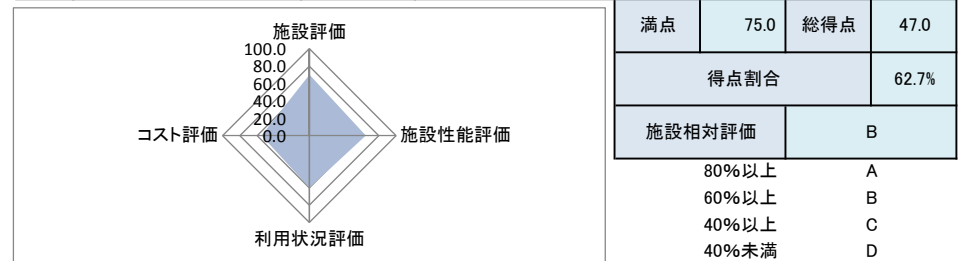 施設評価
100.0
80.0
60.0
40.0
20.0
0.0
コスト評価
施設性能評価
利用状況評価
満点 75.0 総得点 47.0
得点割合 62.7%
施設相対評価 B
80%以上 A
60%以上 B
40%以上 C
40%未満 D